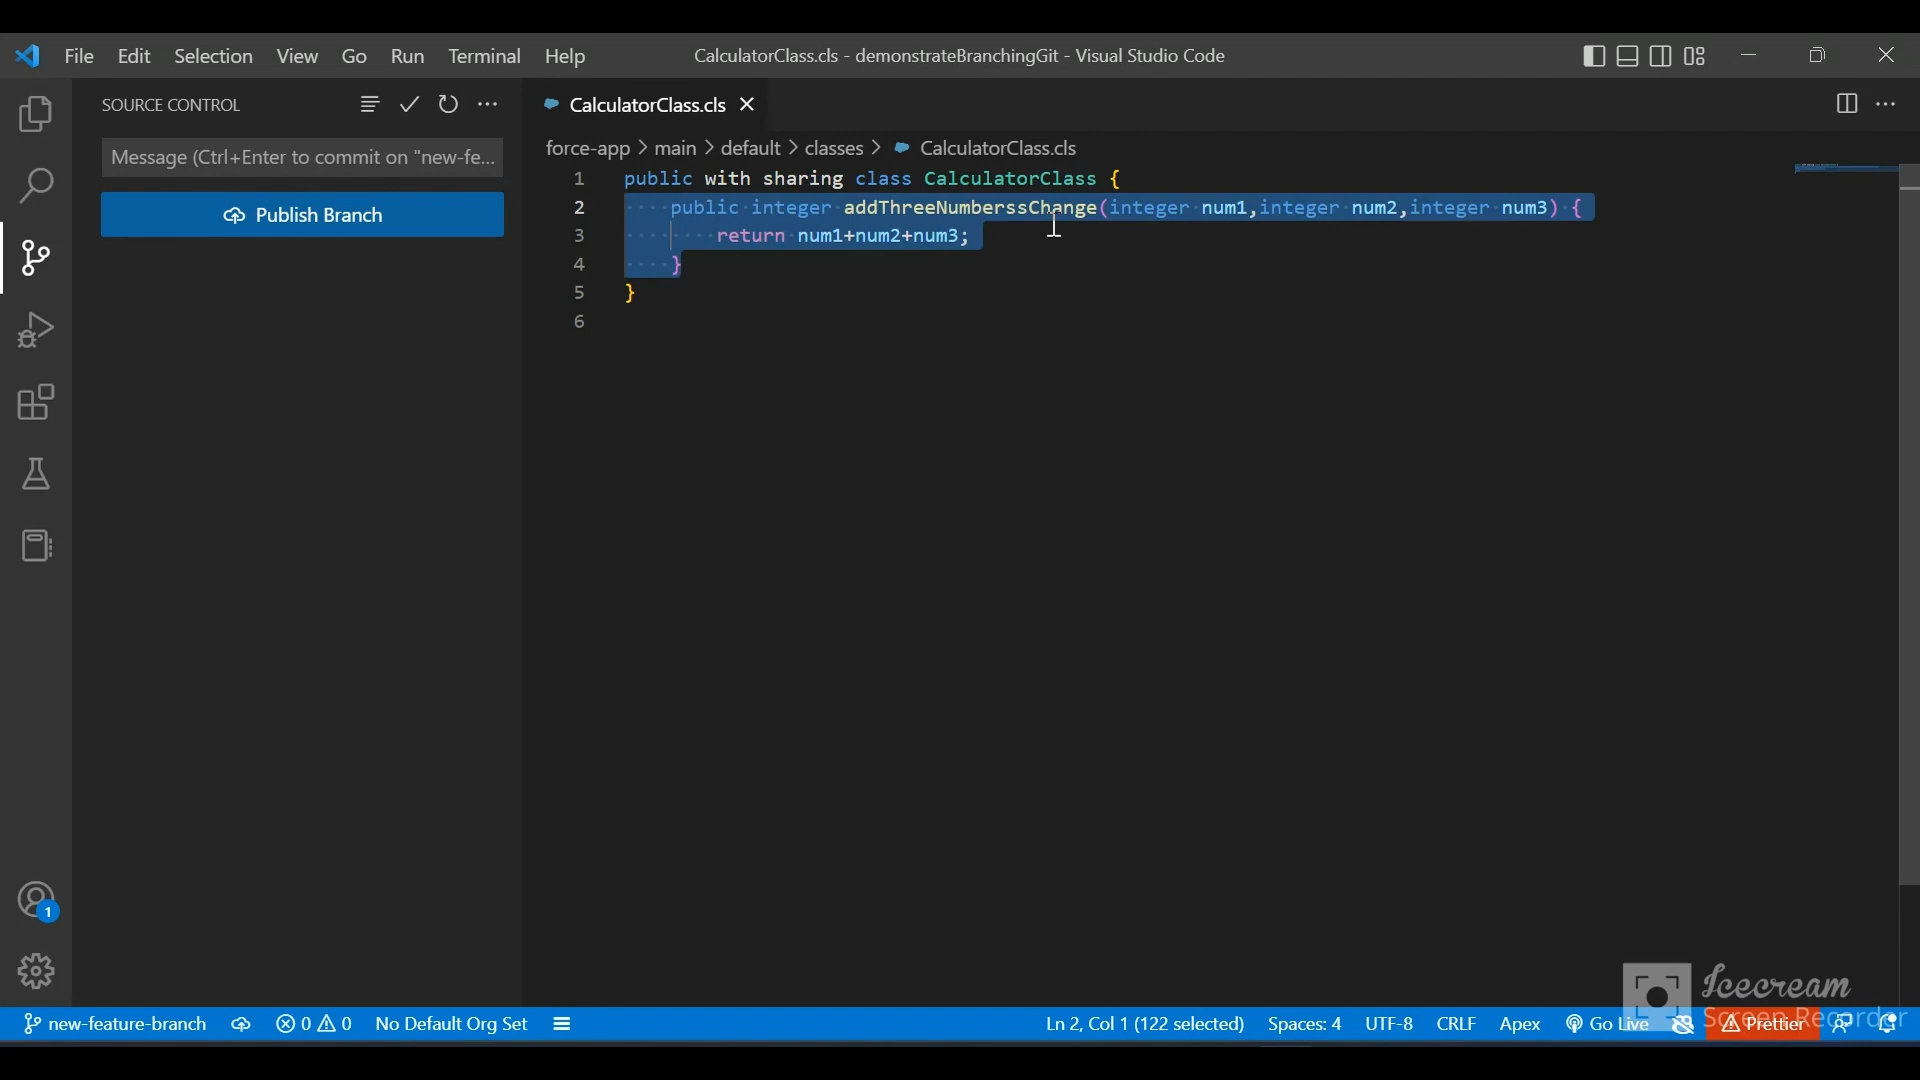 File Edit Selection View Go Run Terminal Help
CalculatorClass.cls - demonstrateBranchingGit - Visual Studio Code
SOURCE CONTROL
Message (Ctrl+Enter to commit on "new-fe...
Publish Branch
CalculatorClass.cls
force-app > main > default > classes > CalculatorClass.cls
1 public with sharing class CalculatorClass {
2 public integer addThreeNumberssChange(integer num1,integer num2,integer num3) {
3 return num1+num2+num3;
4 }
5 }
6
1
new-feature-branch 0 0 No Default Org Set
Ln 2, Col 1 (122 selected) Spaces: 4 UTF-8 CRLF Apex Go Live Prettier
Icecream
Screen Recorder